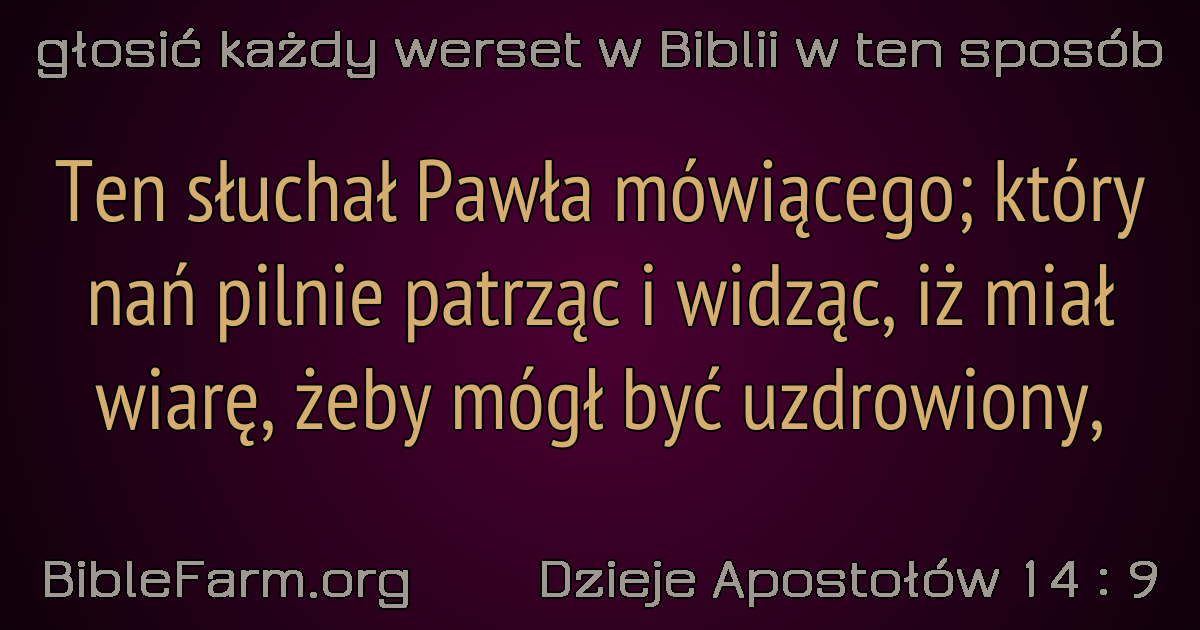 głosić każdy werset w Biblii w ten sposób
Ten słuchał Pawła mówiącego; który
nań pilnie patrząc i widząc, iż miał
wiarę, żeby mógł być uzdrowiony,
BibleFarm.org
Dzieje Apostołów 14 : 9